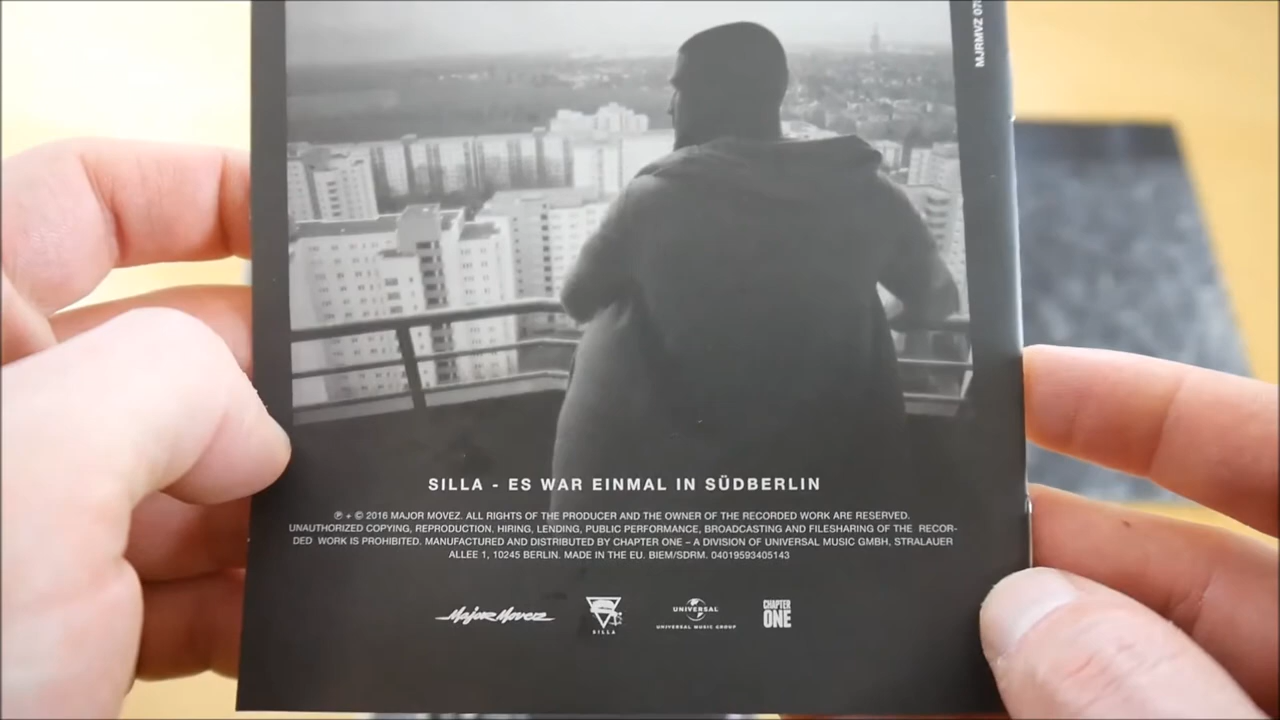 MJRMVZ 07
SILLA - ES WAR EINMAL IN SÜDBERLIN
℗ + © 2016 MAJOR MOVEZ. ALL RIGHTS OF THE PRODUCER AND THE OWNER OF THE RECORDED WORK ARE RESERVED.
UNAUTHORIZED COPYING, REPRODUCTION. HIRING, LENDING, PUBLIC PERFORMANCE, BROADCASTING AND FILESHARING OF THE RECOR-
DED WORK IS PROHIBITED. MANUFACTURED AND DISTRIBUTED BY CHAPTER ONE – A DIVISION OF UNIVERSAL MUSIC GMBH, STRALAUER
ALLEE 1, 10245 BERLIN. MADE IN THE EU. BIEM/SDRM. 04019593405143
Major Movez
SILLA
UNIVERSAL
UNIVERSAL MUSIC GROUP
CHAPTER
ONE